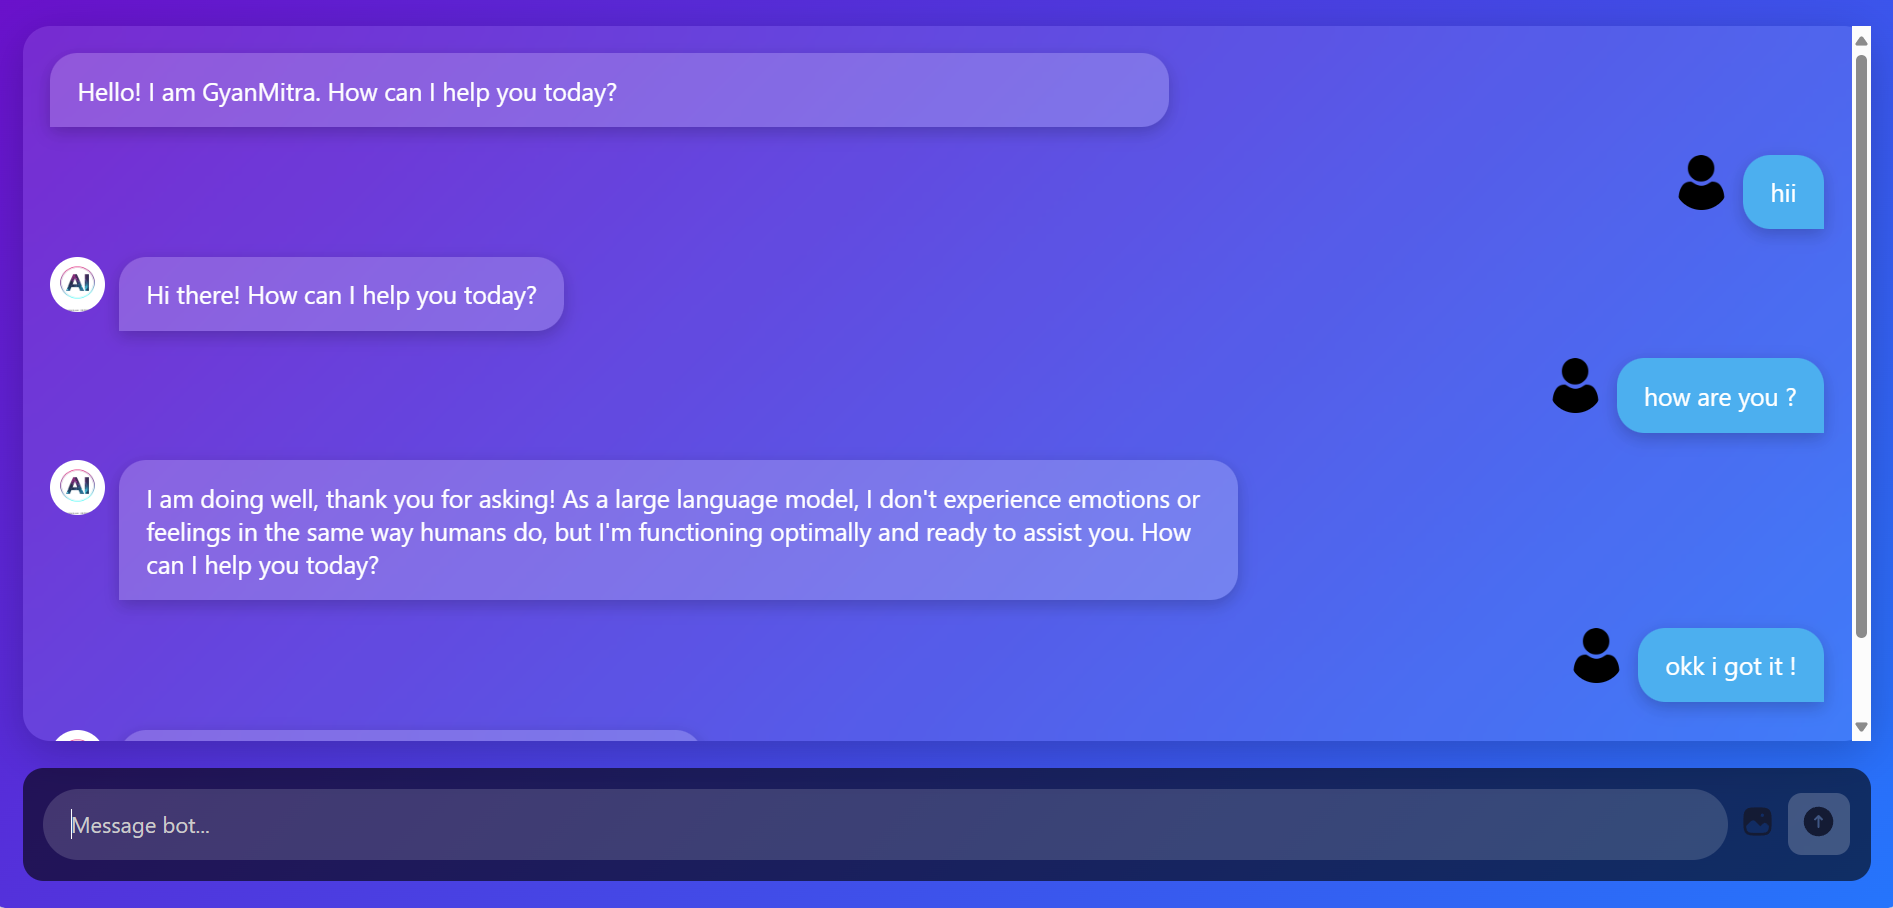 Hello! I am GyanMitra. How can I help you today?
hii
AI
Hi there! How can I help you today?
how are you ?
AI
I am doing well, thank you for asking! As a large language model, I don't experience emotions or
feelings in the same way humans do, but I'm functioning optimally and ready to assist you. How
can I help you today?
okk i got it !
Message bot...